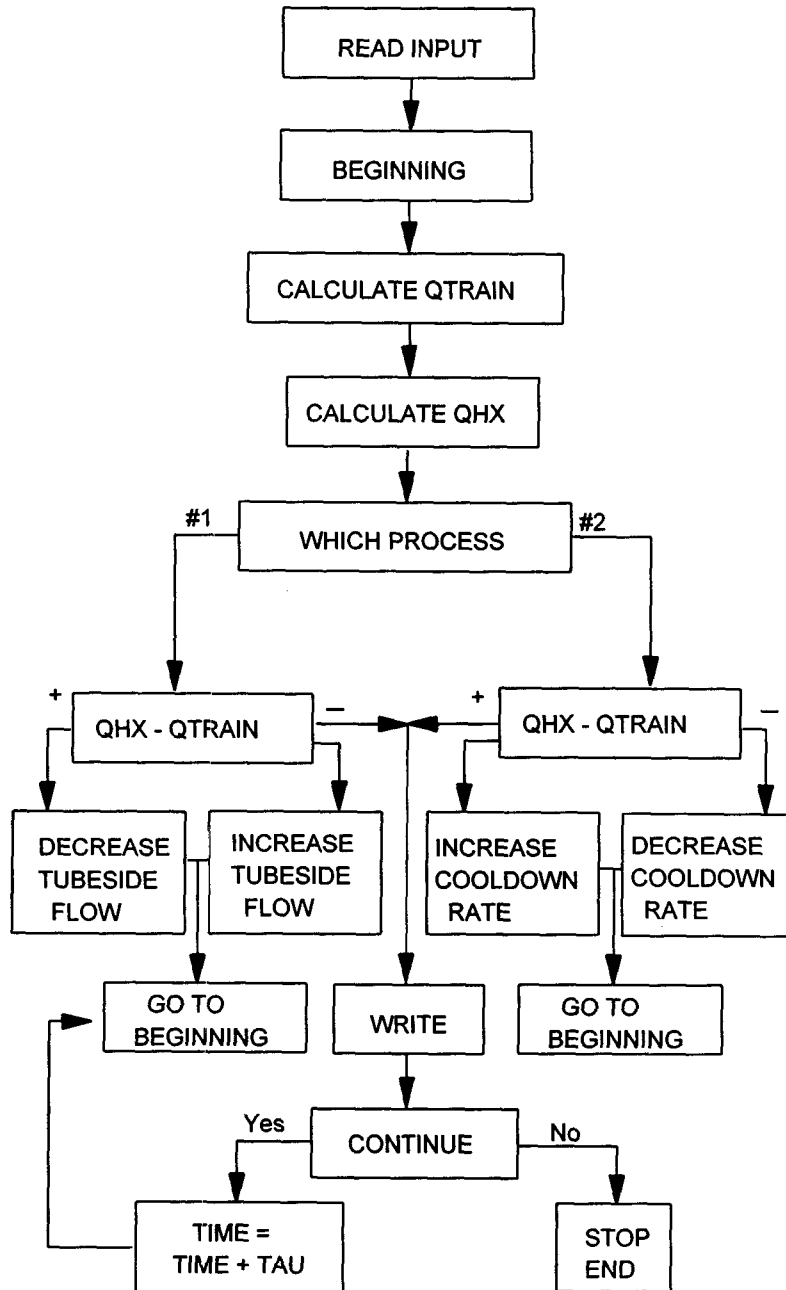 READ INPUT
BEGINNING
CALCULATE QTRAIN
CALCULATE QHX
#1
WHICH PROCESS
#2
+
QHX - QTRAIN
–
+
QHX - QTRAIN
–
DECREASE
TUBESIDE
FLOW
INCREASE
TUBESIDE
FLOW
INCREASE
COOLDOWN
RATE
DECREASE
COOLDOWN
RATE
GO TO
BEGINNING
WRITE
GO TO
BEGINNING
Yes
CONTINUE
No
TIME =
TIME + TAU
STOP
END